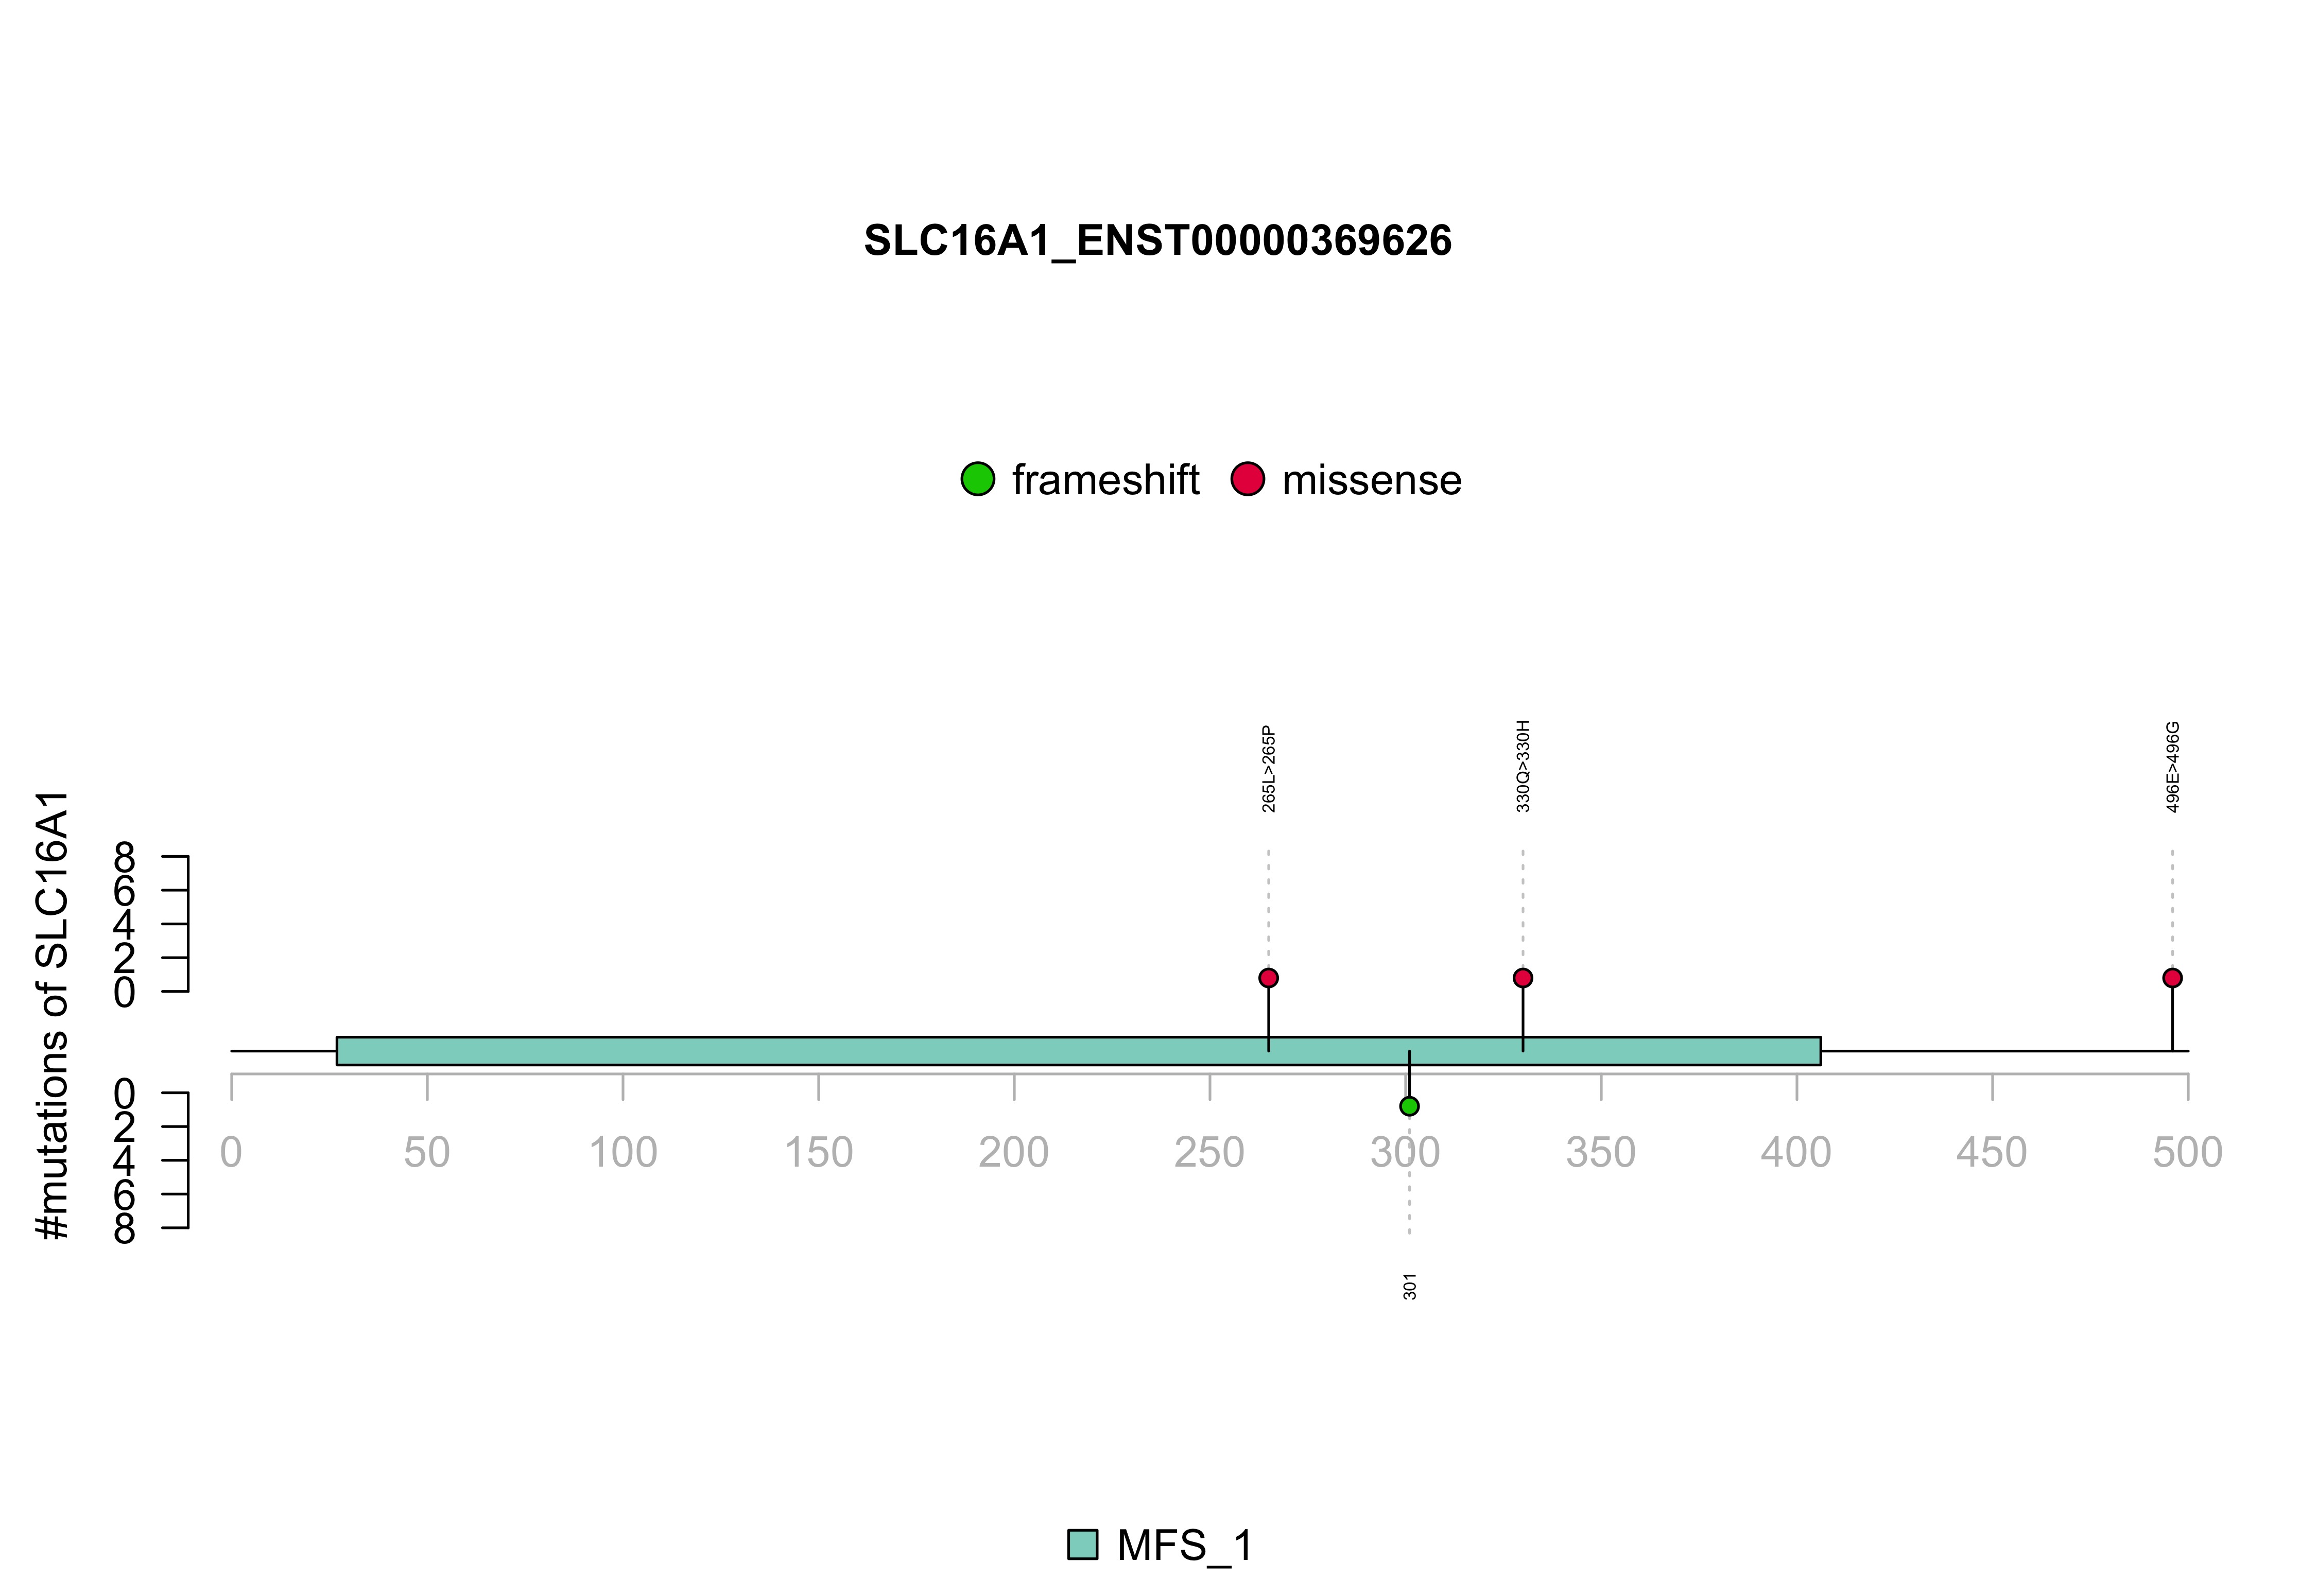 SLC16A1_ENST00000369626
frameshift missense
265L>265P
330Q>330H
496E>496G
#mutations of SLC16A1
8
6
4
2
0
0
2
4
6
8
0 50 100 150 200 250 300 350 400 450 500
301
MFS_1